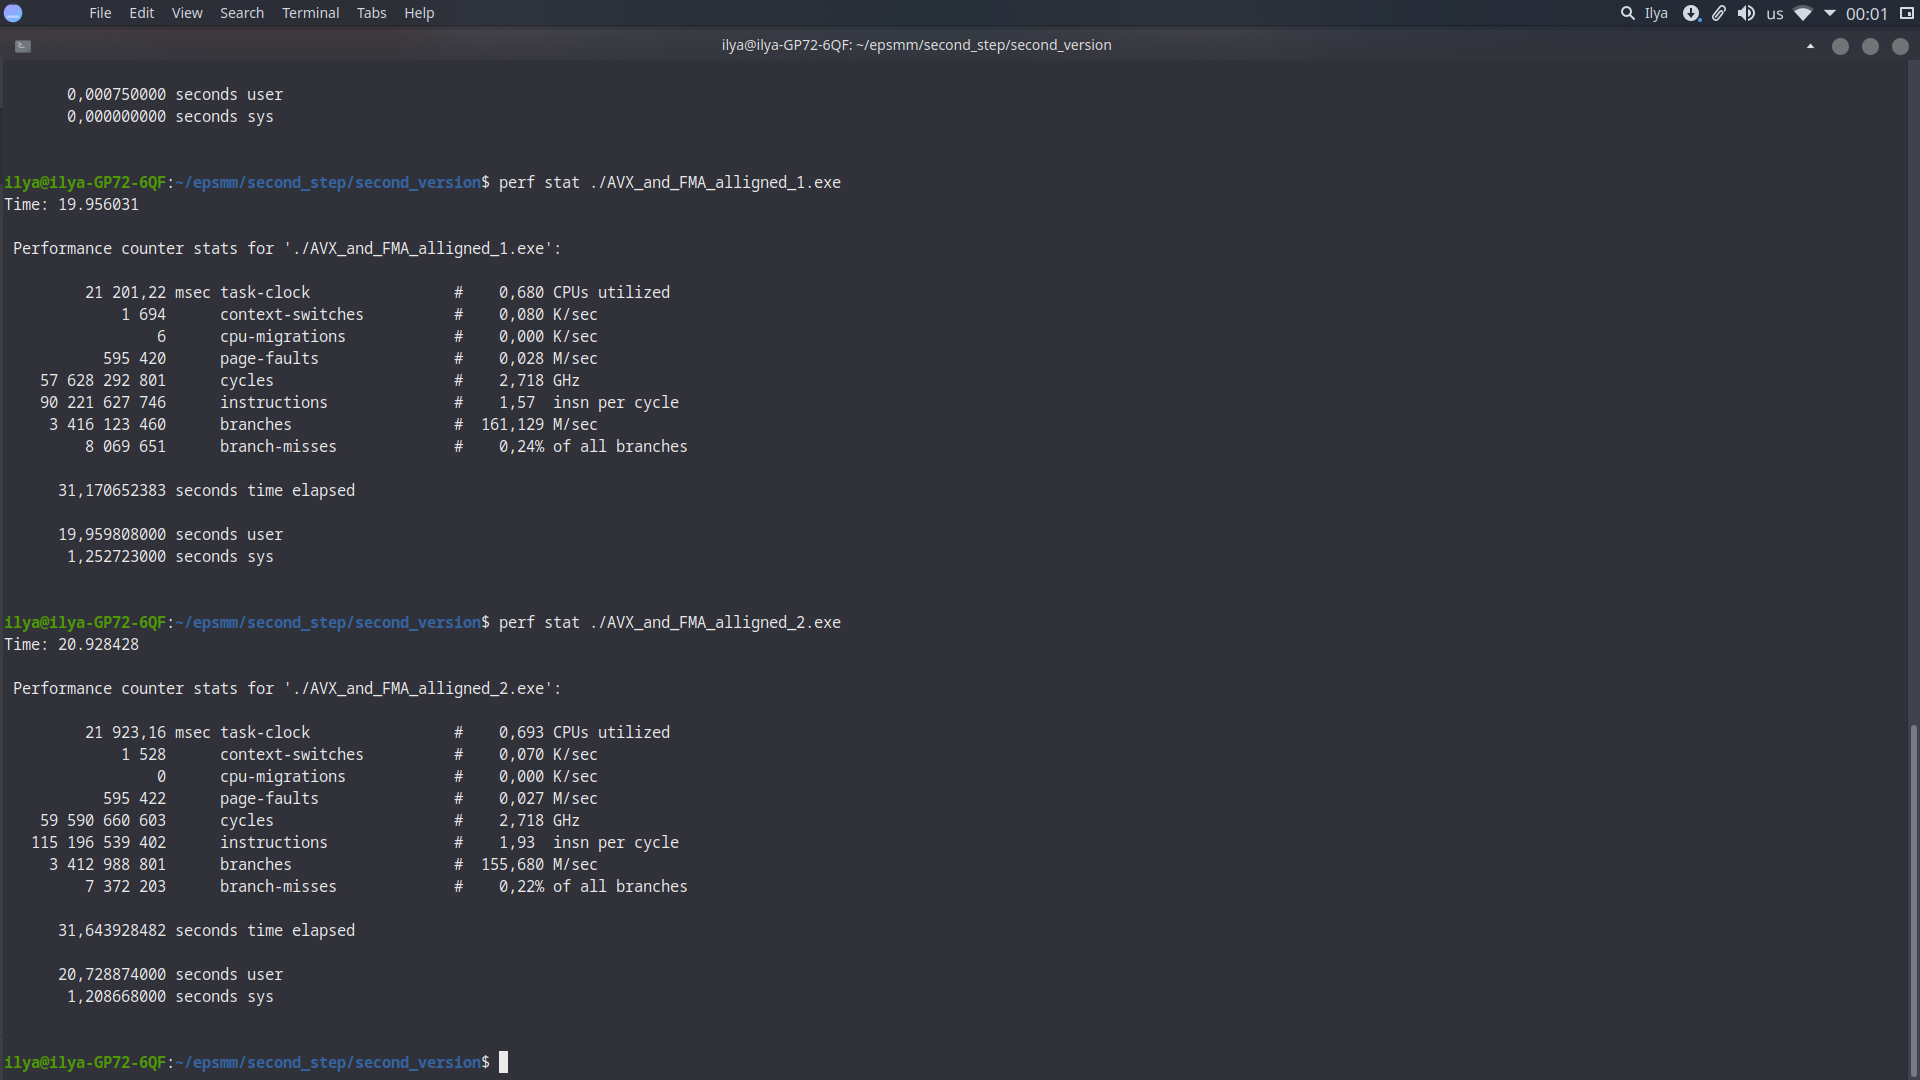 File Edit View Search Terminal Tabs Help Ilya us 00:01
ilya@ilya-GP72-6QF: ~/epsmm/second_step/second_version
0,000750000 seconds user
0,000000000 seconds sys
ilya@ilya-GP72-6QF:~/epsmm/second_step/second_version$ perf stat ./AVX_and_FMA_alligned_1.exe
Time: 19.956031
Performance counter stats for './AVX_and_FMA_alligned_1.exe':
21 201,22 msec task-clock # 0,680 CPUs utilized
1 694 context-switches # 0,080 K/sec
6 cpu-migrations # 0,000 K/sec
595 420 page-faults # 0,028 M/sec
57 628 292 801 cycles # 2,718 GHz
90 221 627 746 instructions # 1,57 insn per cycle
3 416 123 460 branches # 161,129 M/sec
8 069 651 branch-misses # 0,24% of all branches
31,170652383 seconds time elapsed
19,959808000 seconds user
1,252723000 seconds sys
ilya@ilya-GP72-6QF:~/epsmm/second_step/second_version$ perf stat ./AVX_and_FMA_alligned_2.exe
Time: 20.928428
Performance counter stats for './AVX_and_FMA_alligned_2.exe':
21 923,16 msec task-clock # 0,693 CPUs utilized
1 528 context-switches # 0,070 K/sec
0 cpu-migrations # 0,000 K/sec
595 422 page-faults # 0,027 M/sec
59 590 660 603 cycles # 2,718 GHz
115 196 539 402 instructions # 1,93 insn per cycle
3 412 988 801 branches # 155,680 M/sec
7 372 203 branch-misses # 0,22% of all branches
31,643928482 seconds time elapsed
20,728874000 seconds user
1,208668000 seconds sys
ilya@ilya-GP72-6QF:~/epsmm/second_step/second_version$